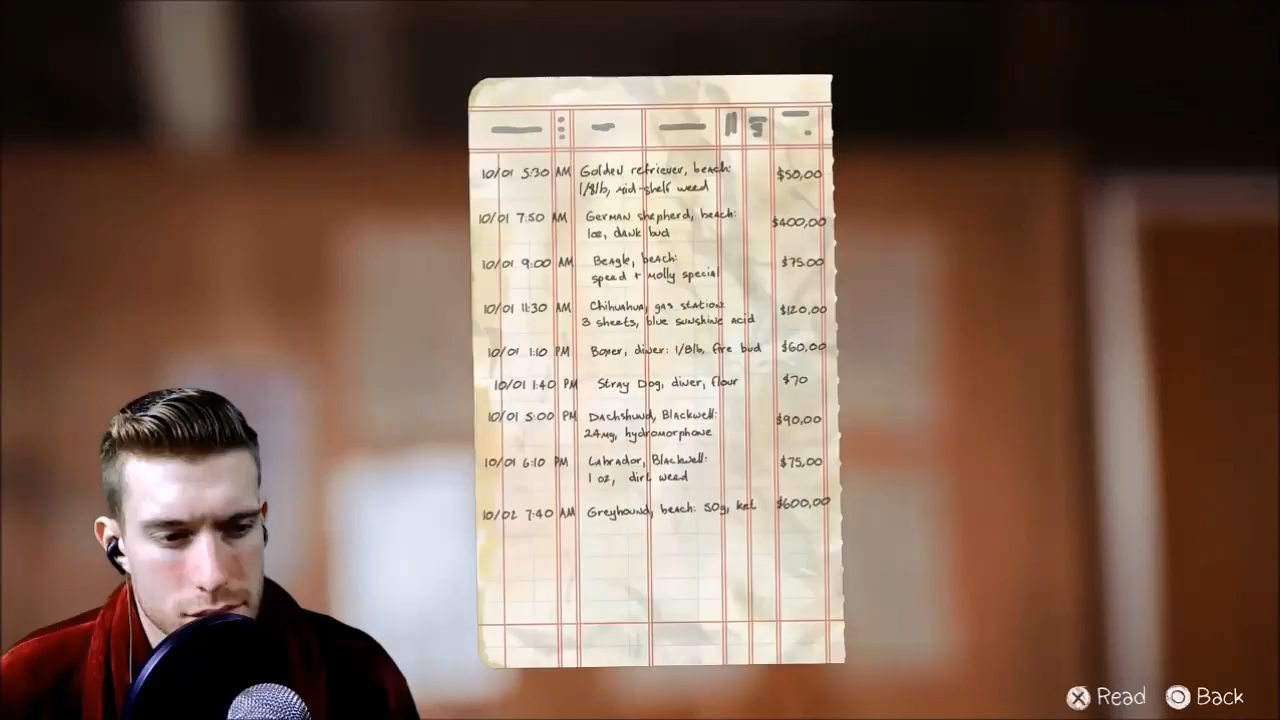 10/01 5:30 AM Golden retriever, beach: $50,00
1/8lb, mid-shelf weed
10/01 7:50 AM German shepherd, beach: $400,00
1oz, dank bud
10/01 9:00 AM Beagle, beach: $75.00
speed + molly special
10/01 11:30 AM Chihuahua, gas station: $120,00
3 sheets, blue sunshine acid
10/01 1:10 PM Boxer, diner: 1/8lb, fire bud $60.00
10/01 1:40 PM Stray Dog, diner, flour $70
10/01 5:00 PM Dachshund, Blackwell: $90,00
24mg, hydromorphone
10/01 6:10 PM Labrador, Blackwell: $75,00
1 oz, dirt weed
10/02 7:40 AM Greyhound, beach: 50g, ket $600,00
Read Back